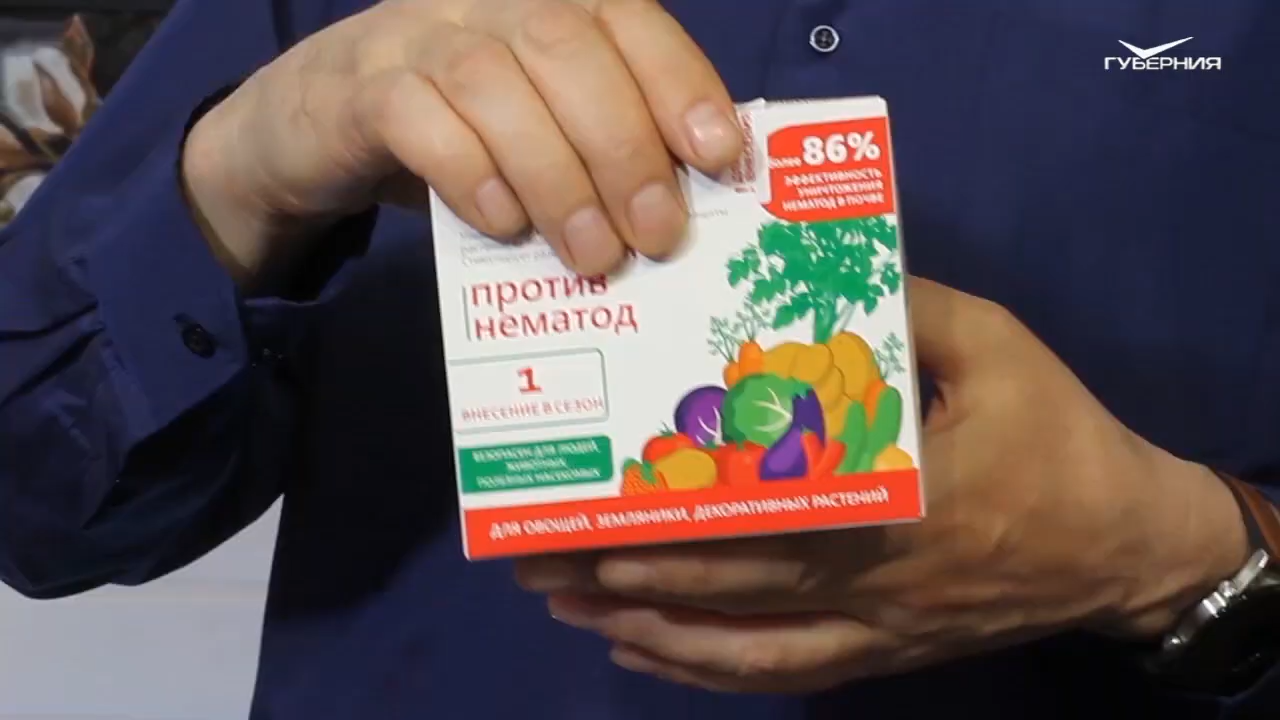 ГУБЕРНИЯ
более 86%
ЭФФЕКТИВНОСТЬ
УНИЧТОЖЕНИЯ
НЕМАТОД В ПОЧВЕ
против
нематод
1
ВНЕСЕНИЕ В СЕЗОН
БЕЗОПАСЕН ДЛЯ ЛЮДЕЙ,
ЖИВОТНЫХ,
ПОЛЕЗНЫХ НАСЕКОМЫХ
ДЛЯ ОВОЩЕЙ, ЗЕМЛЯНИКИ, ДЕКОРАТИВНЫХ РАСТЕНИЙ